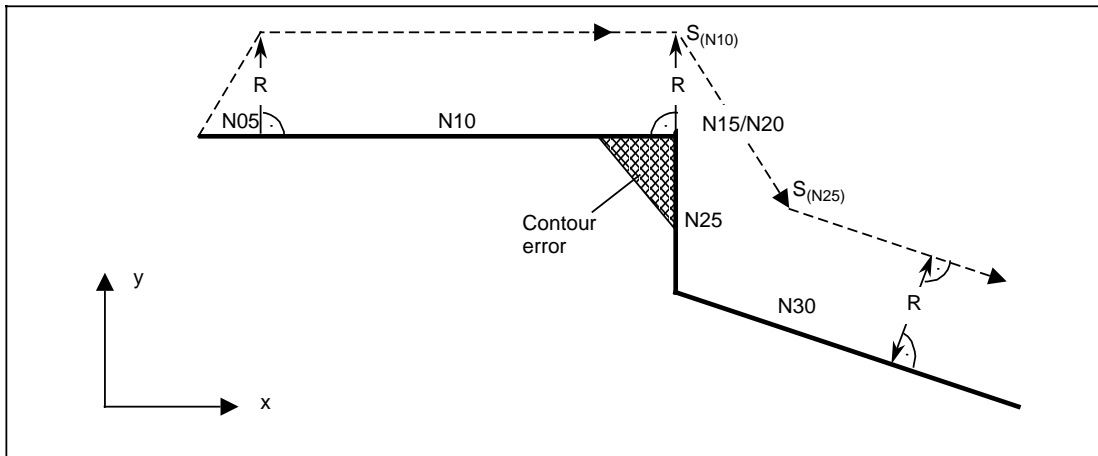 S(N10)
R
R
N05
N10
N15/N20
S(N25)
Contour
error
N25
y
R
N30
x